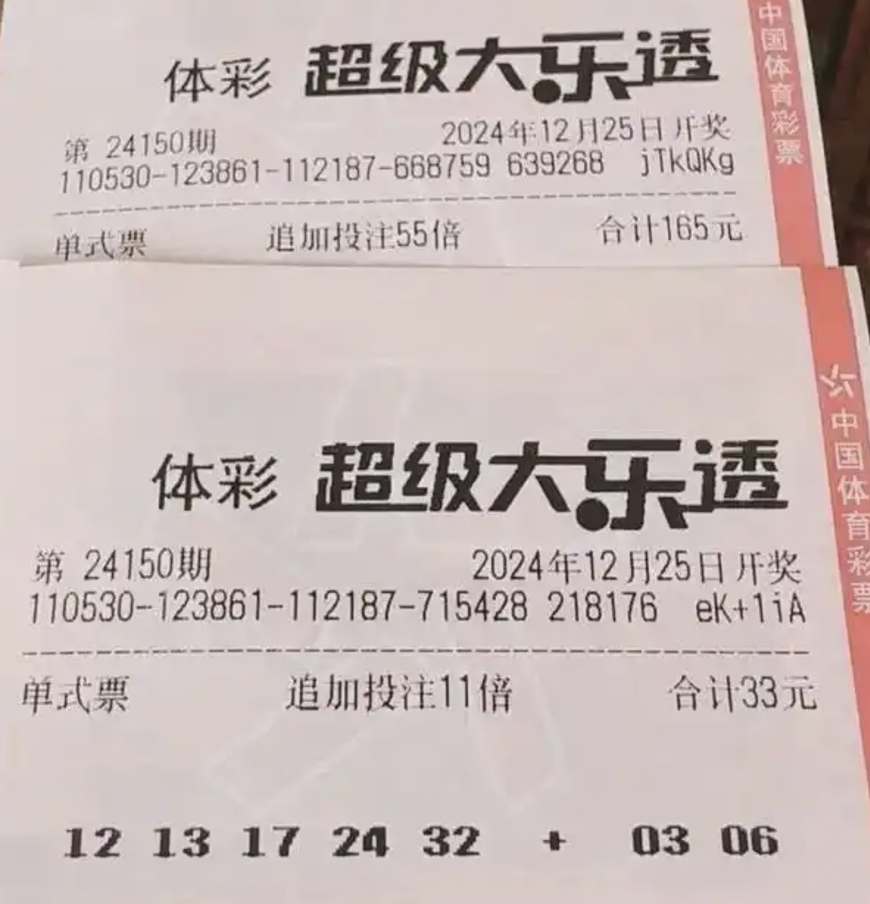 体彩 超级大乐透
第 24150期 2024年12月25日开奖
110530-123861-112187-668759 639268 jTkQKg
单式票 追加投注55倍 合计165元
中国体育彩票
体彩 超级大乐透
第 24150期 2024年12月25日开奖
110530-123861-112187-715428 218176 eK+1iA
单式票 追加投注11倍 合计33元
12 13 17 24 32 + 03 06
中国体育彩票